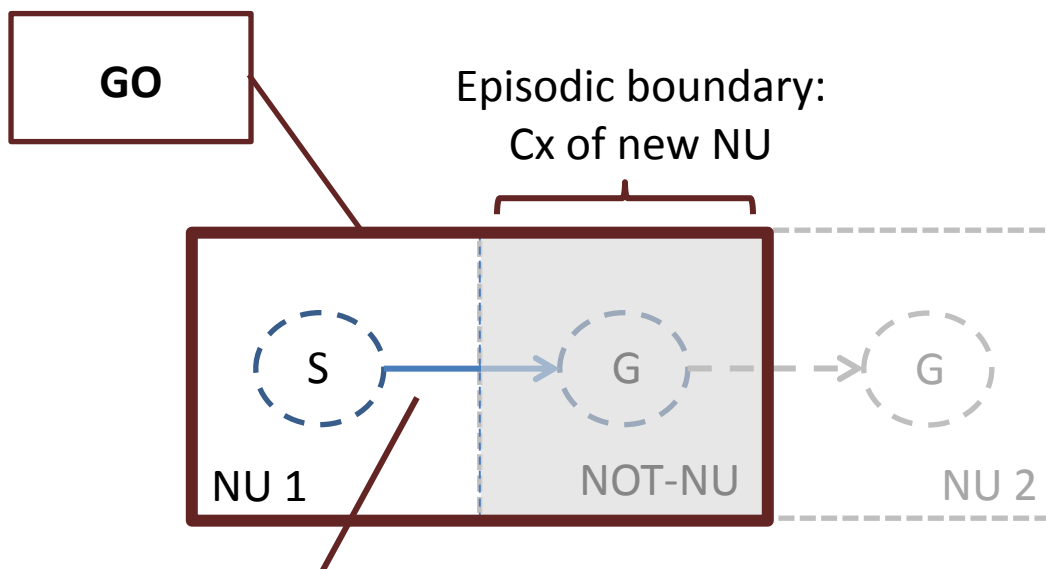 GO
Episodic boundary:
Cx of new NU
S
G
G
NU 1
NOT-NU
NU 2